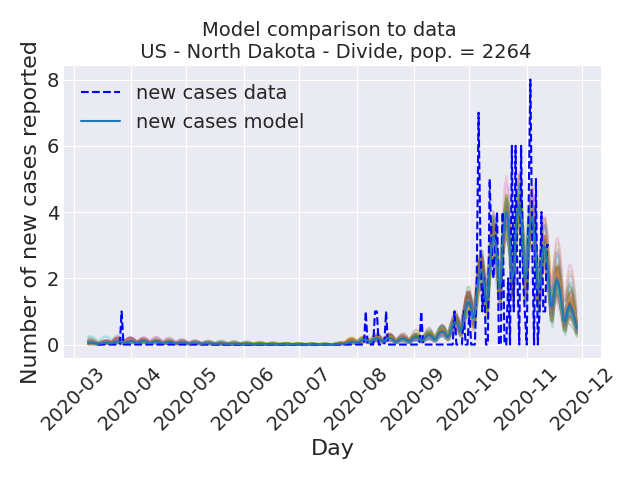 Model comparison to data
US - North Dakota - Divide, pop. = 2264
Number of new cases reported
8
6
4
2
0
new cases data
new cases model
2020-03
2020-04
2020-05
2020-06
2020-07
2020-08
2020-09
2020-10
2020-11
2020-12
Day